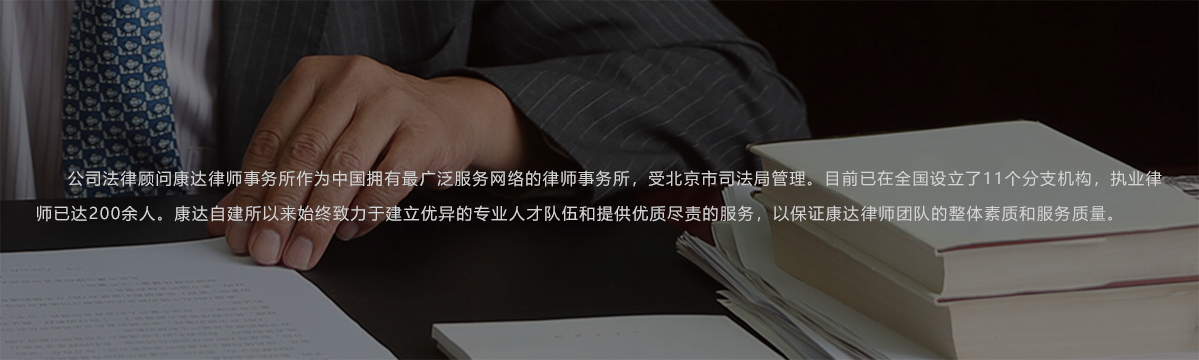 公司法律顾问康达律师事务所作为中国拥有最广泛服务网络的律师事务所，受北京市司法局管理。目前已在全国设立了11个分支机构，执业律
师已达200余人。康达自建所以来始终致力于建立优异的专业人才队伍和提供优质尽责的服务，以保证康达律师团队的整体素质和服务质量。